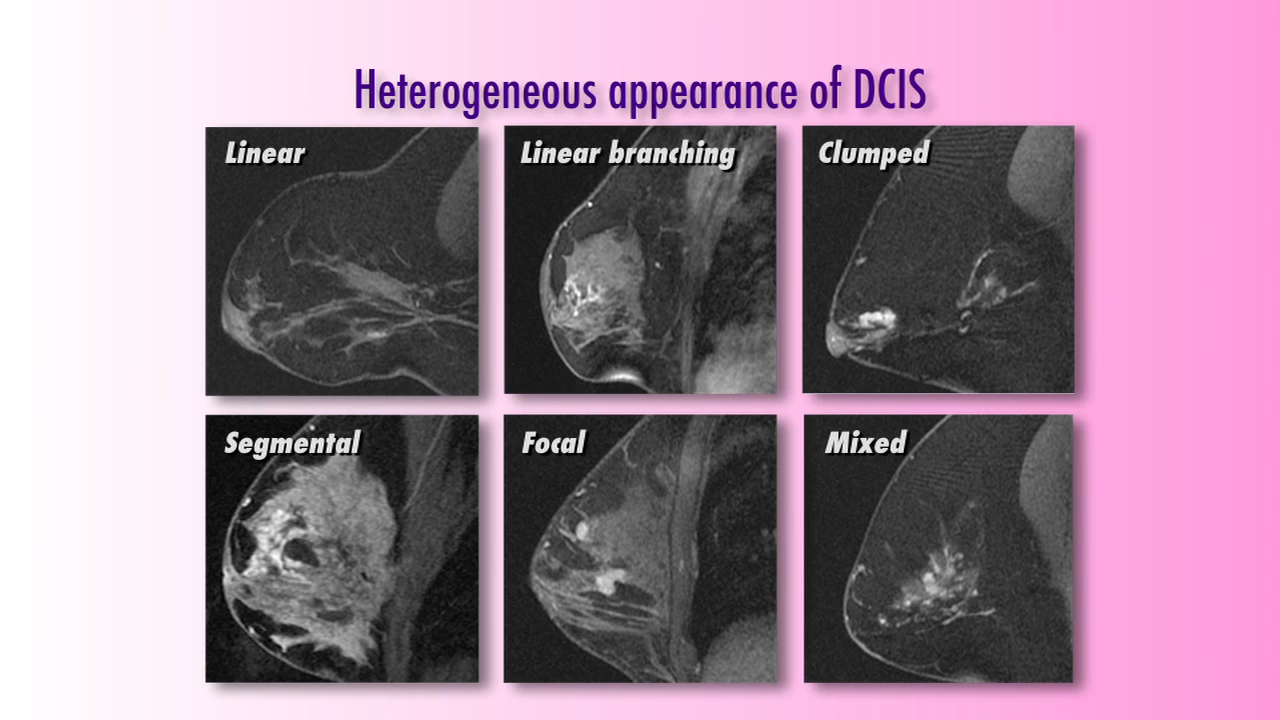 Heterogeneous appearance of DCIS
Linear
Linear branching
Clumped
Segmental
Focal
Mixed